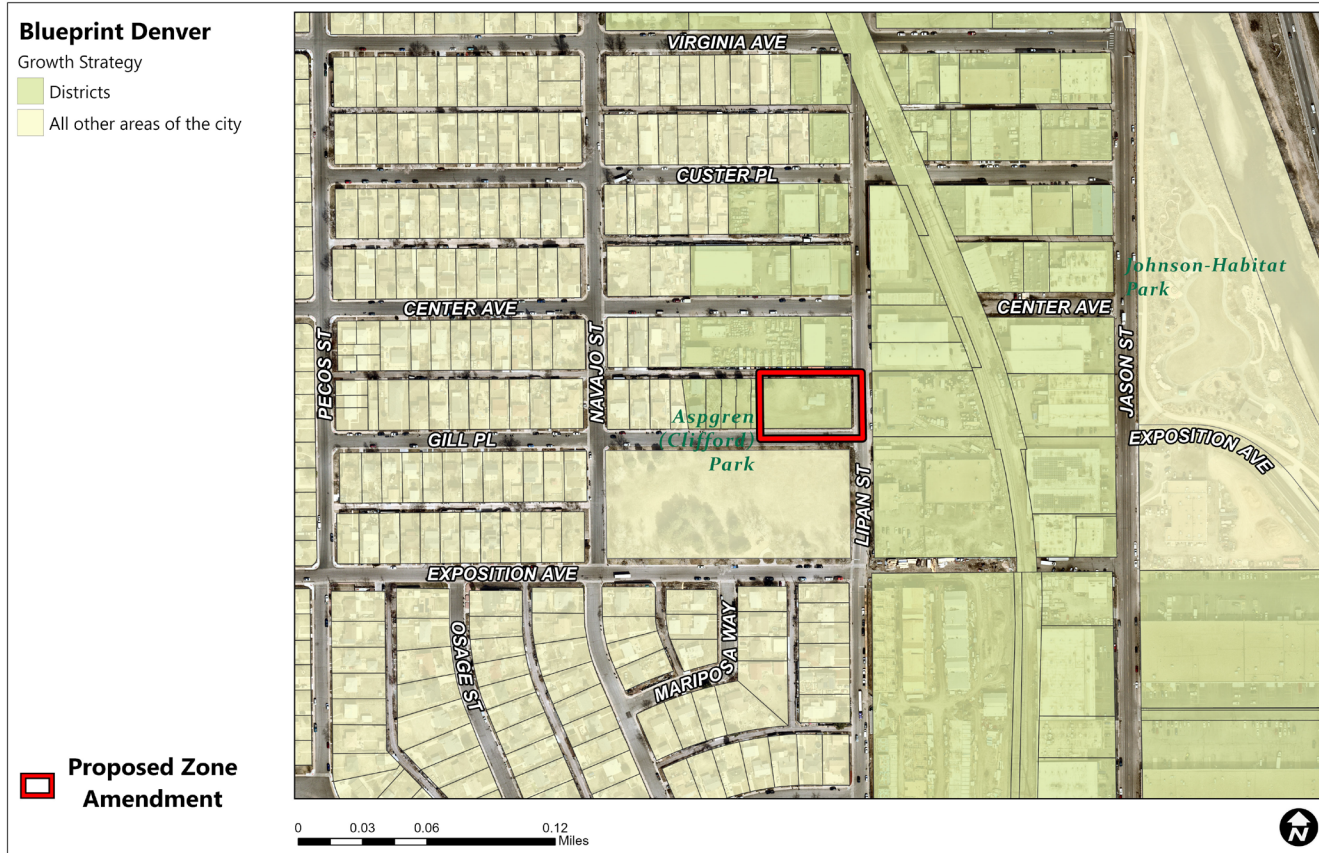 Blueprint Denver
Growth Strategy
Districts
All other areas of the city
VIRGINIA AVE
CUSTER PL
Johnson-Habitat
Park
CENTER AVE
CENTER AVE
PECOS ST
NAVAJO ST
JASON ST
Aspgren
(Clifford)
Park
GILL PL
EXPOSITION AVE
LIPAN ST
EXPOSITION AVE
OSAGE ST
MARIPOSA WAY
Proposed Zone
Amendment
0 0.03 0.06 0.12
Miles
N